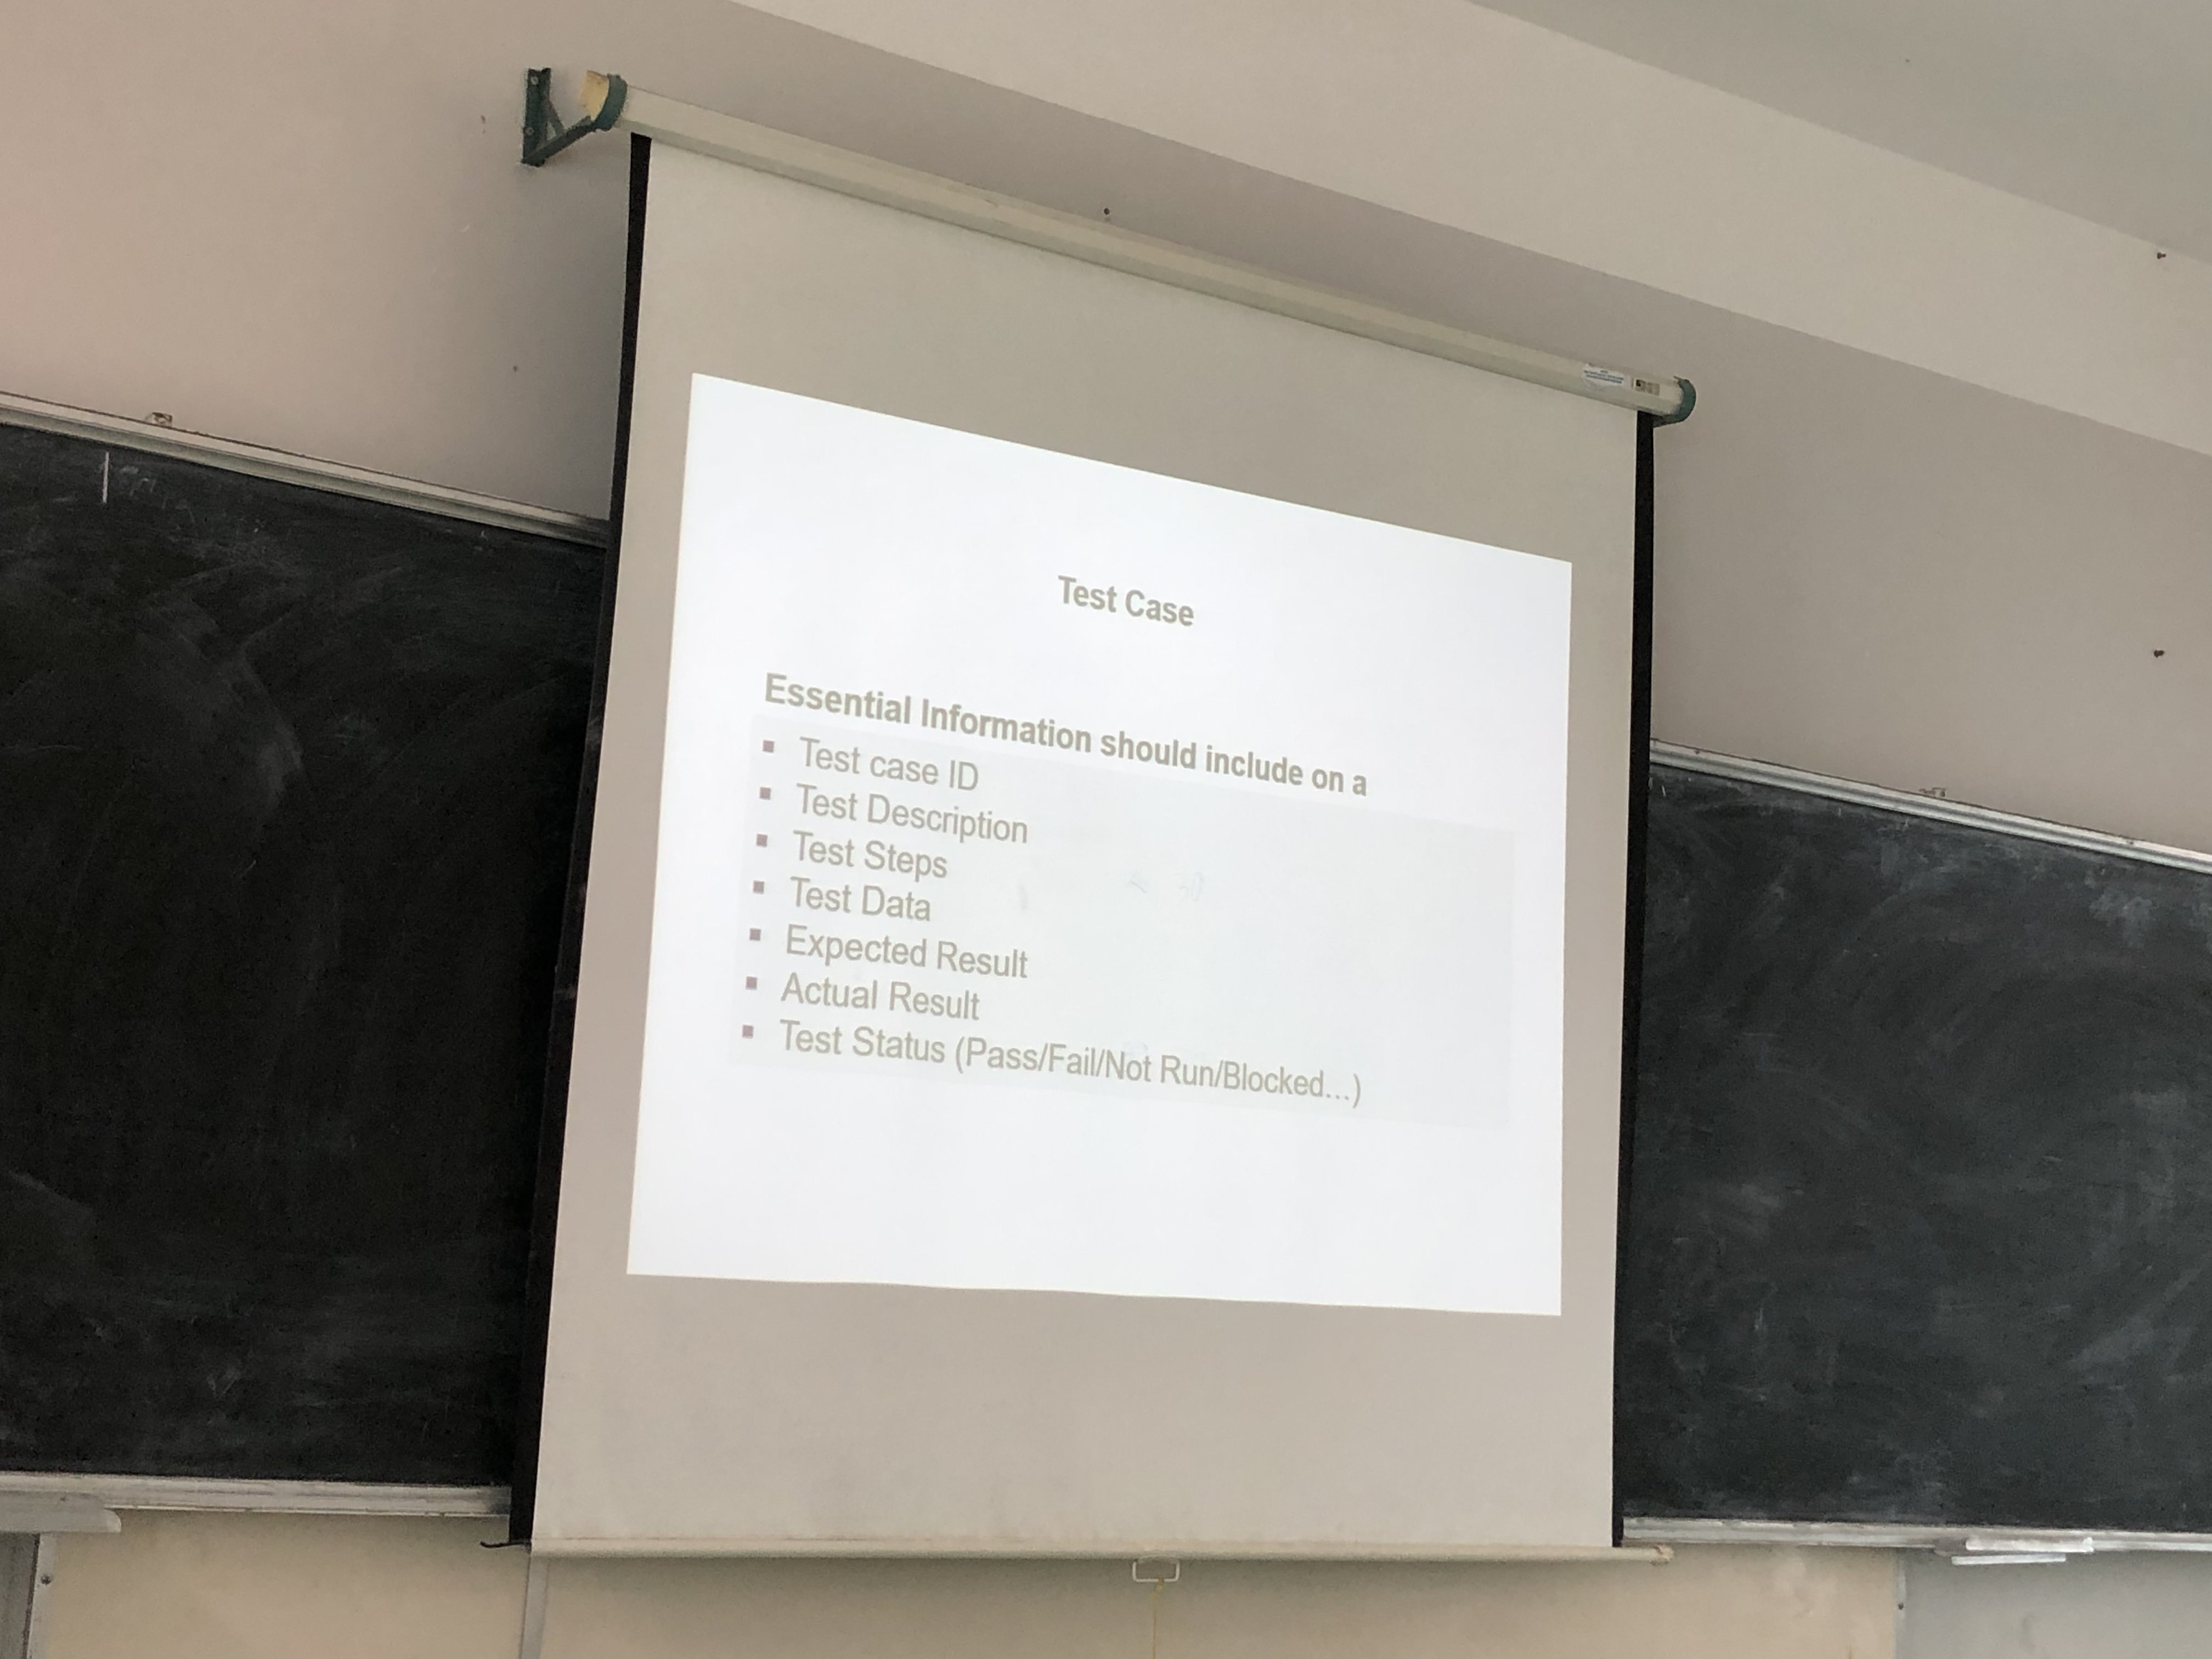 Test Case
Essential Information should include on a
▪ Test case ID
▪ Test Description
▪ Test Steps
▪ Test Data
▪ Expected Result
▪ Actual Result
▪ Test Status (Pass/Fail/Not Run/Blocked...)